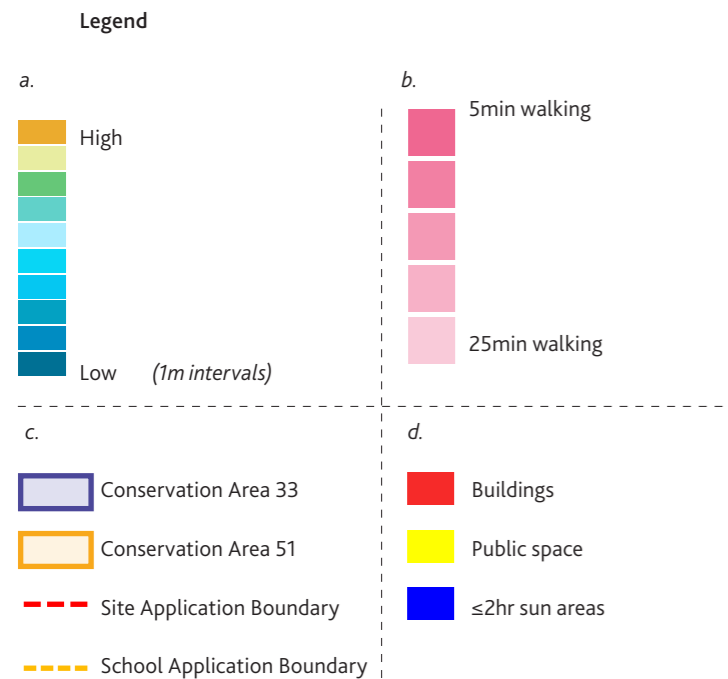 Legend
a.
High
Low (1m intervals)
b.
5min walking
25min walking
c.
Conservation Area 33
Conservation Area 51
Site Application Boundary
School Application Boundary
d.
Buildings
Public space
≤2hr sun areas